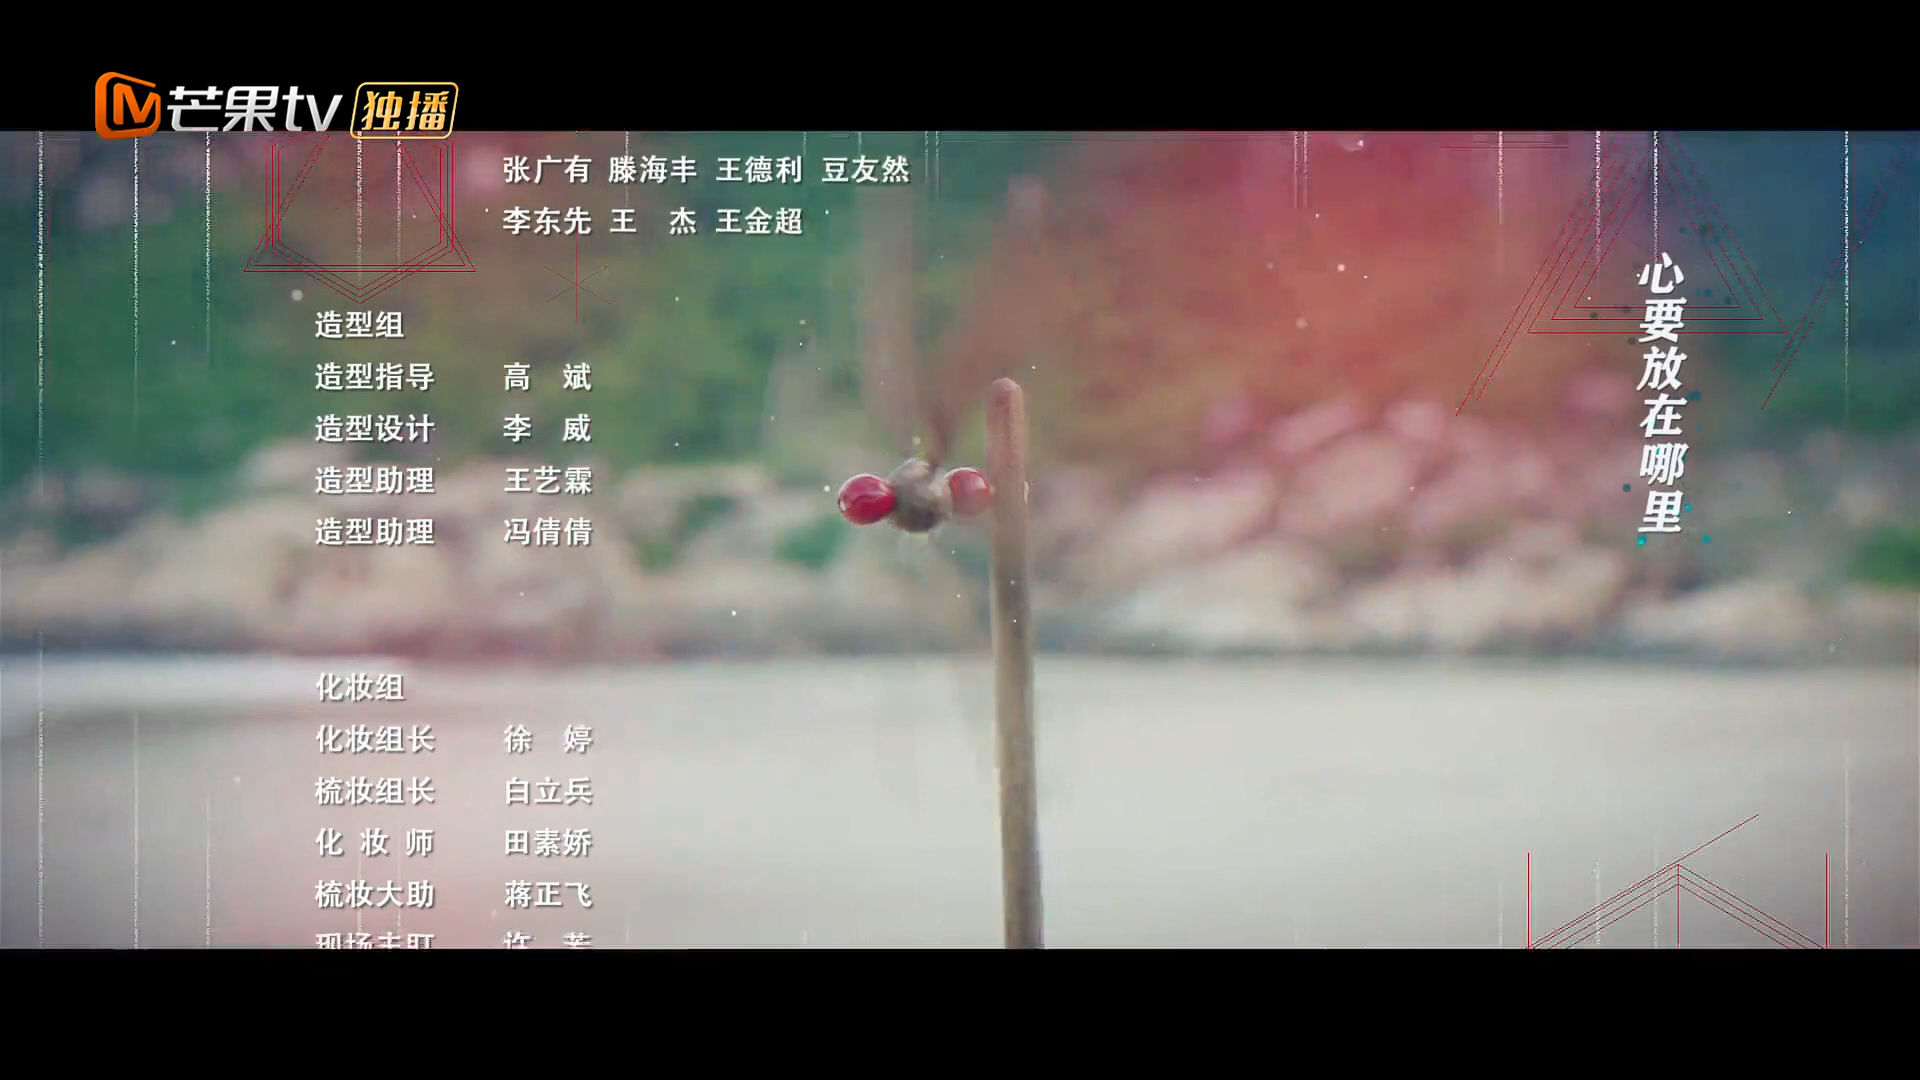 芒果tv 独播
张广有 滕海丰 王德利 豆友然
李东先 王 杰 王金超
造型组
造型指导 高 斌
造型设计 李 威
造型助理 王艺霖
造型助理 冯倩倩
化妆组
化妆组长 徐 婷
梳妆组长 白立兵
化 妆 师 田素娇
梳妆大助 蒋正飞
心要放在哪里